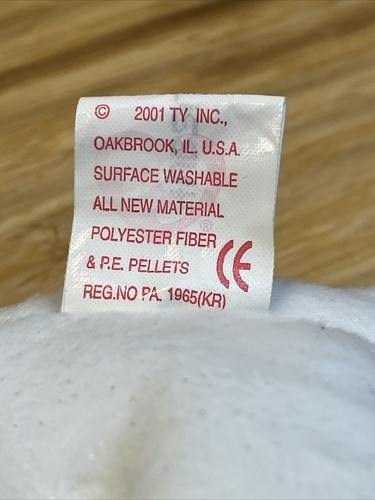 © 2001 TY INC.,
OAKBROOK, IL. U.S.A.
SURFACE WASHABLE
ALL NEW MATERIAL
POLYESTER FIBER
& P.E. PELLETS CE
REG.NO PA. 1965(KR)